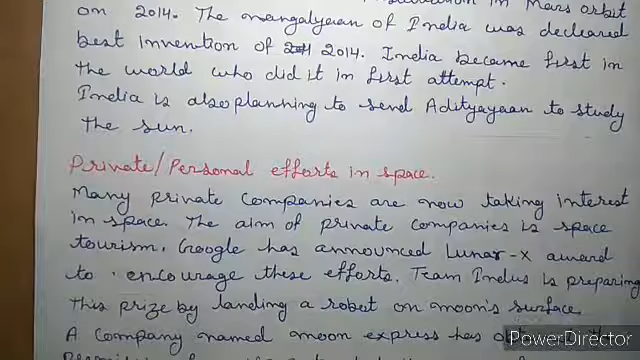 in Mars orbit
on 2014. The mangalyaan of India was declared
best invention of 2014. India became first in
the world who did it in first attempt.
India is also planning to send Adityayaan to study
the sun.
Private/Personal efforts in space.
Many private companies are now taking interest
in space. The aim of private companies is space
tourism. Google has announced Lunar-X award
to encourage these efforts. Team Indus is preparing
this prize by landing a robot on moon's surface.
A company named moon express has
PowerDirector